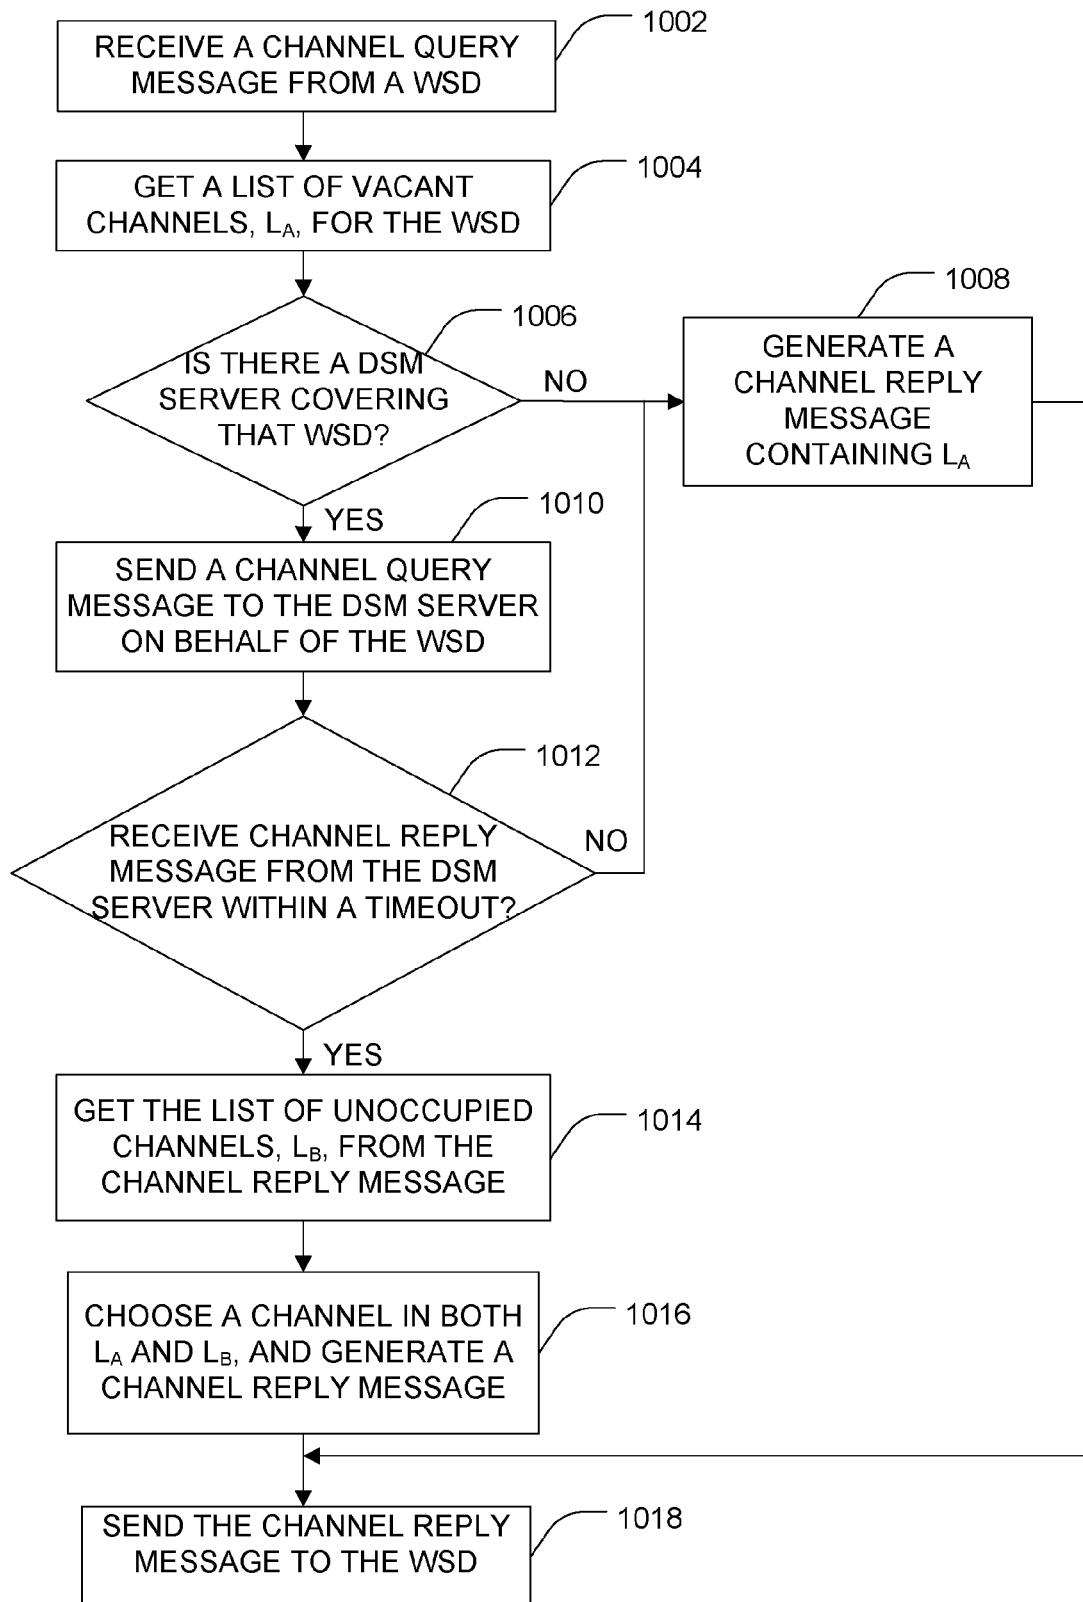 1002
RECEIVE A CHANNEL QUERY
MESSAGE FROM A WSD
1004
GET A LIST OF VACANT
CHANNELS, LA, FOR THE WSD
1006
IS THERE A DSM
SERVER COVERING
THAT WSD?
NO
YES
1008
GENERATE A
CHANNEL REPLY
MESSAGE
CONTAINING LA
1010
SEND A CHANNEL QUERY
MESSAGE TO THE DSM SERVER
ON BEHALF OF THE WSD
1012
RECEIVE CHANNEL REPLY
MESSAGE FROM THE DSM
SERVER WITHIN A TIMEOUT?
NO
YES
1014
GET THE LIST OF UNOCCUPIED
CHANNELS, LB, FROM THE
CHANNEL REPLY MESSAGE
1016
CHOOSE A CHANNEL IN BOTH
LA AND LB, AND GENERATE A
CHANNEL REPLY MESSAGE
1018
SEND THE CHANNEL REPLY
MESSAGE TO THE WSD